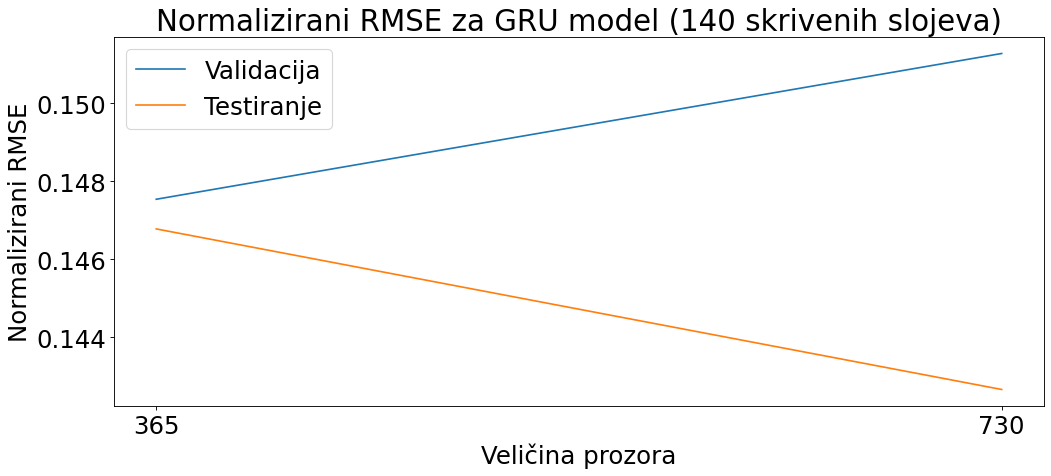 Normalizirani RMSE za GRU model (140 skrivenih slojeva)
Validacija
Testiranje
Normalizirani RMSE
0.150
0.148
0.146
0.144
365
730
Veličina prozora